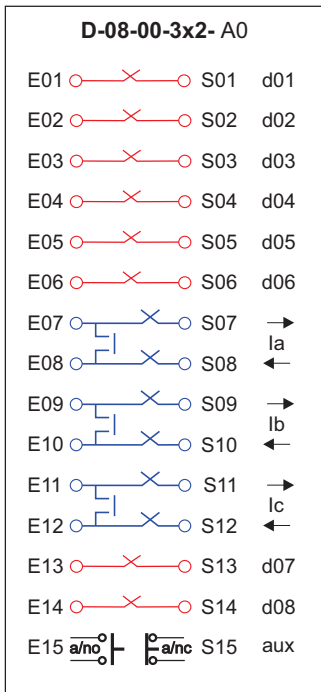 D-08-00-3x2- A0
E01 S01 d01
E02 S02 d02
E03 S03 d03
E04 S04 d04
E05 S05 d05
E06 S06 d06
E07 S07
Ia
E08 S08
E09 S09
Ib
E10 S10
E11 S11
Ic
E12 S12
E13 S13 d07
E14 S14 d08
E15 a/no a/nc S15 aux